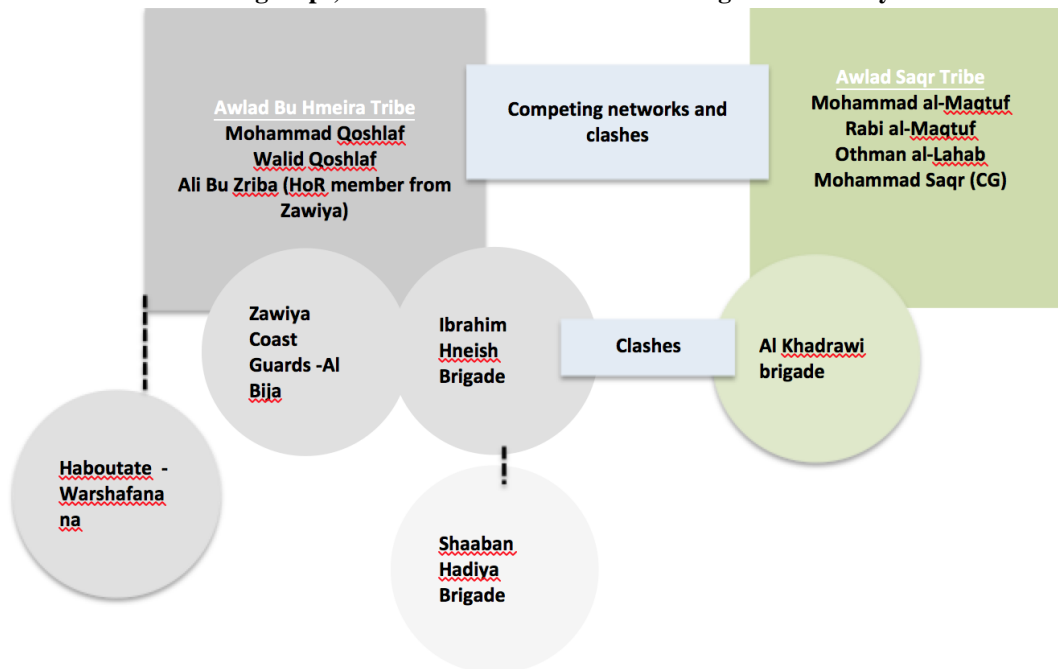 Awlad Bu Hmeira Tribe
Mohammad Qoshlaf
Walid Qoshlaf
Ali Bu Zriba (HoR member from
Zawiya)
Competing networks and
clashes
Awlad Saqr Tribe
Mohammad al-Maqtuf
Rabi al-Maqtuf
Othman al-Lahab
Mohammad Saqr (CG)
Zawiya
Coast
Guards -Al
Bija
Ibrahim
Hneish
Brigade
Clashes
Al Khadrawi
brigade
Haboutate -
Warshafana
na
Shaaban
Hadiya
Brigade